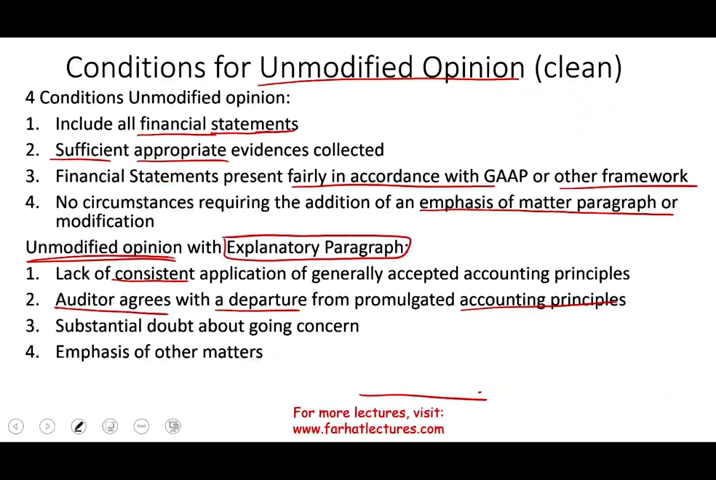 Conditions for Unmodified Opinion (clean)
4 Conditions Unmodified opinion:
1. Include all financial statements
2. Sufficient appropriate evidences collected
3. Financial Statements present fairly in accordance with GAAP or other framework
4. No circumstances requiring the addition of an emphasis of matter paragraph or
modification
Unmodified opinion with Explanatory Paragraph:
1. Lack of consistent application of generally accepted accounting principles
2. Auditor agrees with a departure from promulgated accounting principles
3. Substantial doubt about going concern
4. Emphasis of other matters
For more lectures, visit:
www.farhatlectures.com